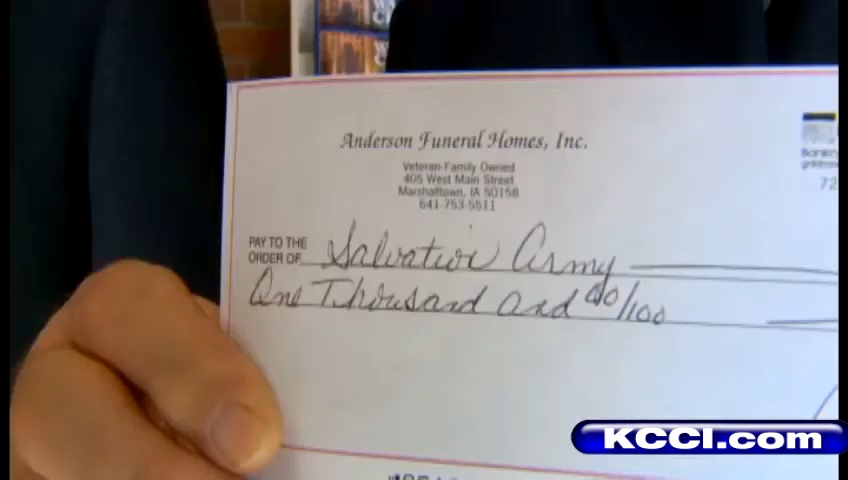 Anderson Funeral Homes, Inc.
Veteran-Family Owned
405 West Main Street
Marshalltown, IA 50158
641-753-5511
PAY TO THE
ORDER OF Salvation Army
One Thousand and 00/100
72
KCCI.com